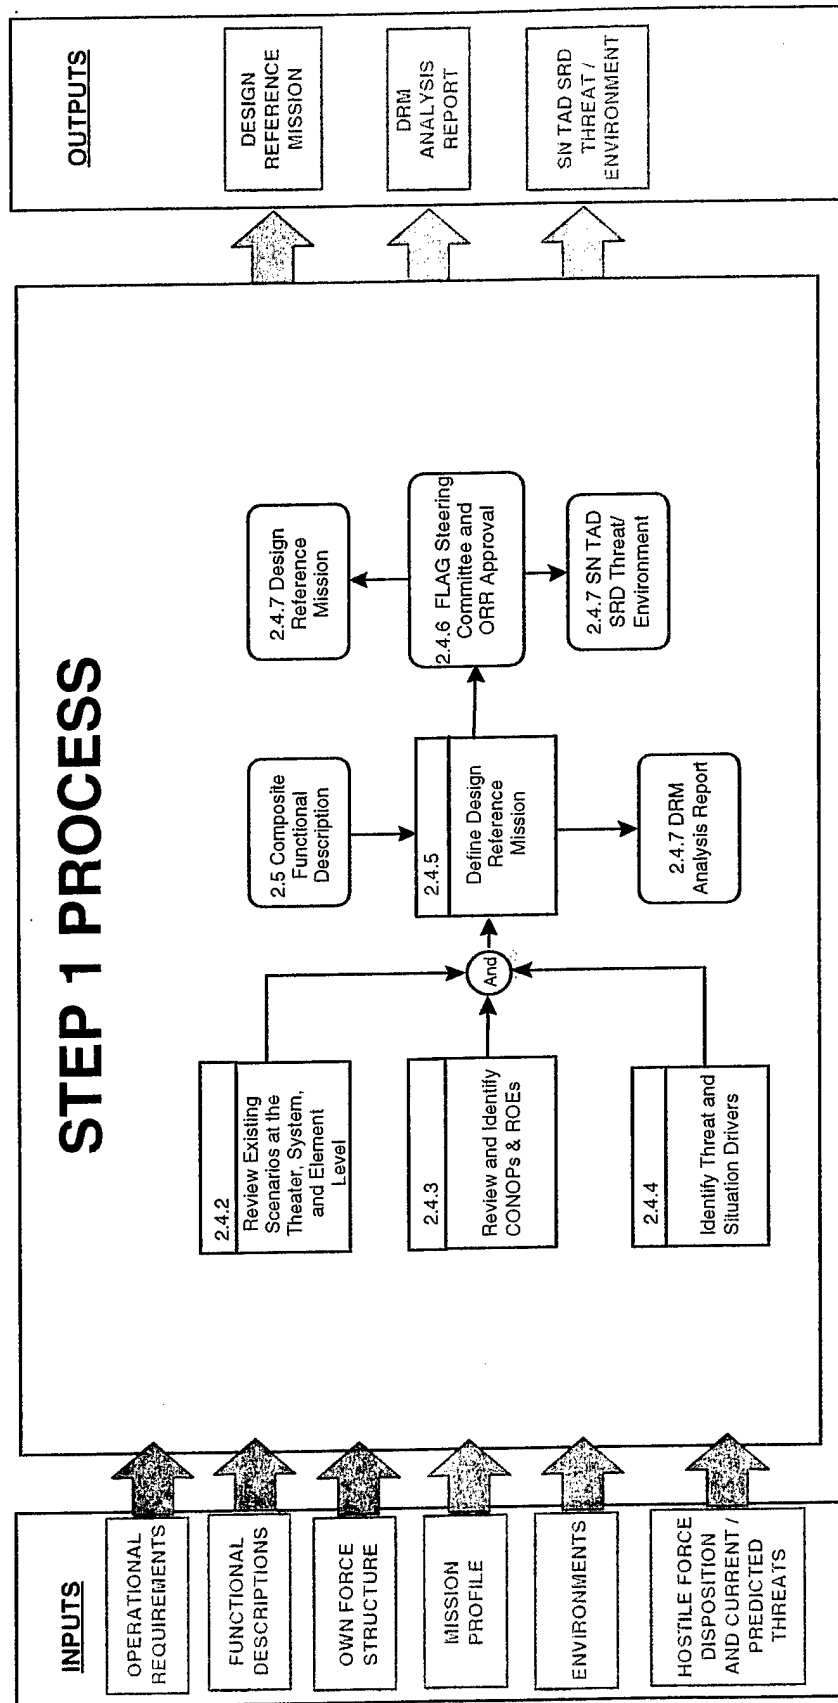 STEP 1 PROCESS
INPUTS
OPERATIONAL
REQUIREMENTS
FUNCTIONAL
DESCRIPTIONS
OWN FORCE
STRUCTURE
MISSION
PROFILE
ENVIRONMENTS
HOSTILE FORCE
DISPOSITION
AND CURRENT /
PREDICTED
THREATS
2.4.2
Review Existing
Scenarios at the
Theater, System,
and Element
Level
2.4.3
Review and Identify
CONOPs & ROEs
2.4.4
Identify Threat and
Situation Drivers
And
2.5 Composite
Functional
Description
2.4.5
Define Design
Reference
Mission
2.4.7 DRM
Analysis Report
2.4.7 Design
Reference
Mission
2.4.6 FLAG Steering
Committee and
ORR Approval
2.4.7 SN TAD
SRD Threat/
Environment
OUTPUTS
DESIGN
REFERENCE
MISSION
DRM
ANALYSIS
REPORT
SN TAD SRD
THREAT /
ENVIRONMENT